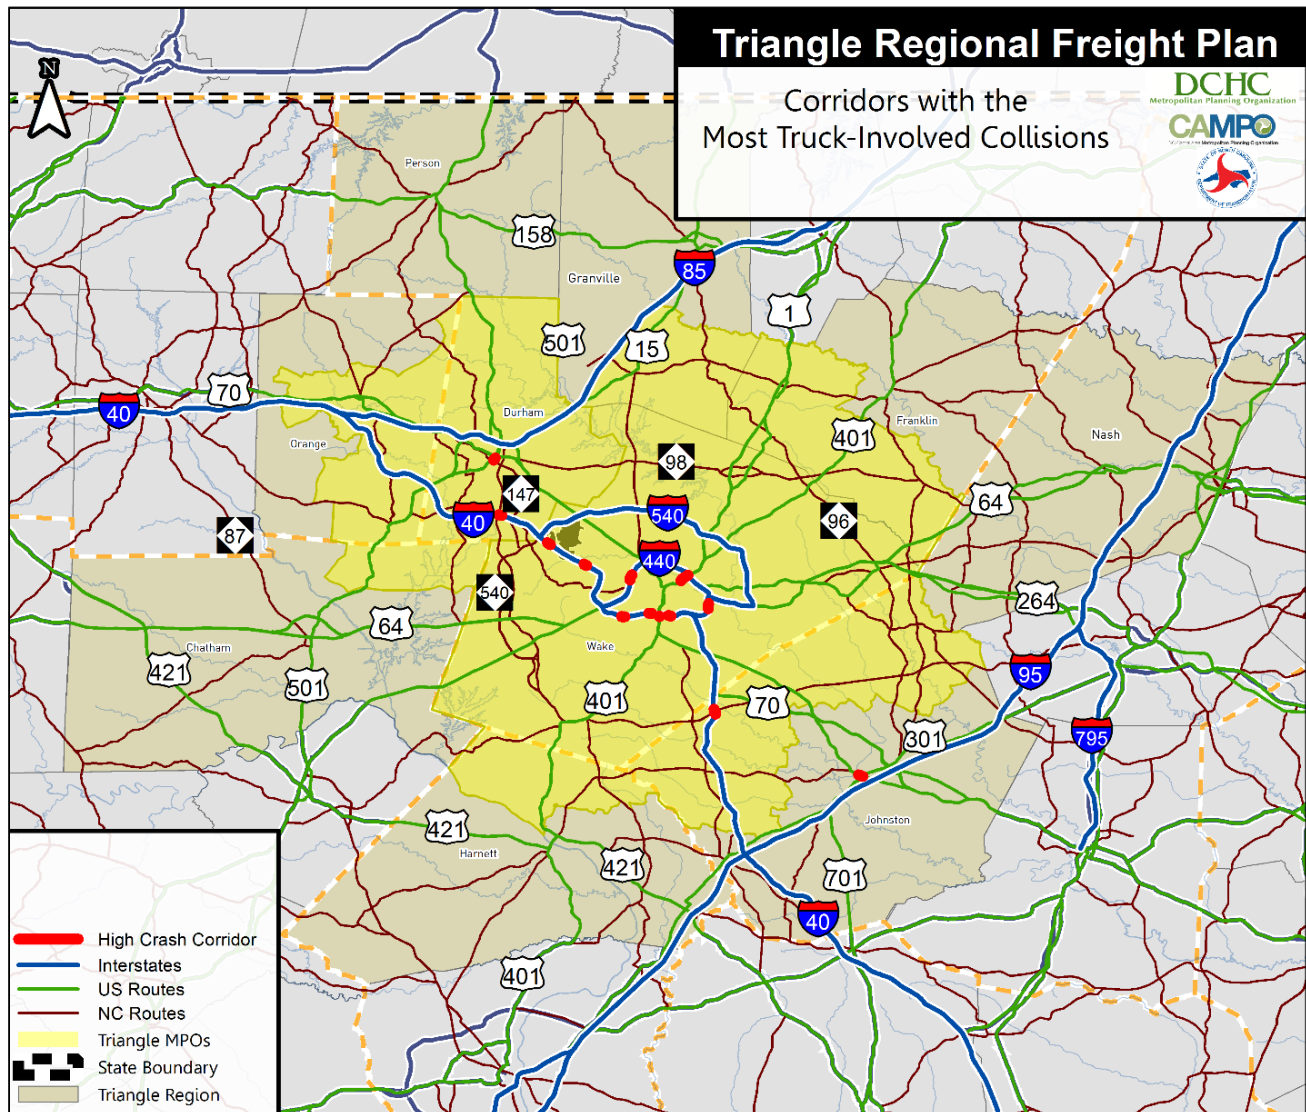 Triangle Regional Freight Plan
Corridors with the
Most Truck-Involved Collisions
DCHC
Metropolitan Planning Organization
CAMPO
Metropolitan Planning Organization
N
Person
158
85
Granville
1
501
15
70
40
Durham
Orange
401
Franklin
Nash
98
147
64
40
540
96
87
440
540
264
64
Wake
Chatham
421
501
95
401
70
301
795
Johnston
421
Harnett
421
701
40
401
High Crash Corridor
Interstates
US Routes
NC Routes
Triangle MPOs
State Boundary
Triangle Region